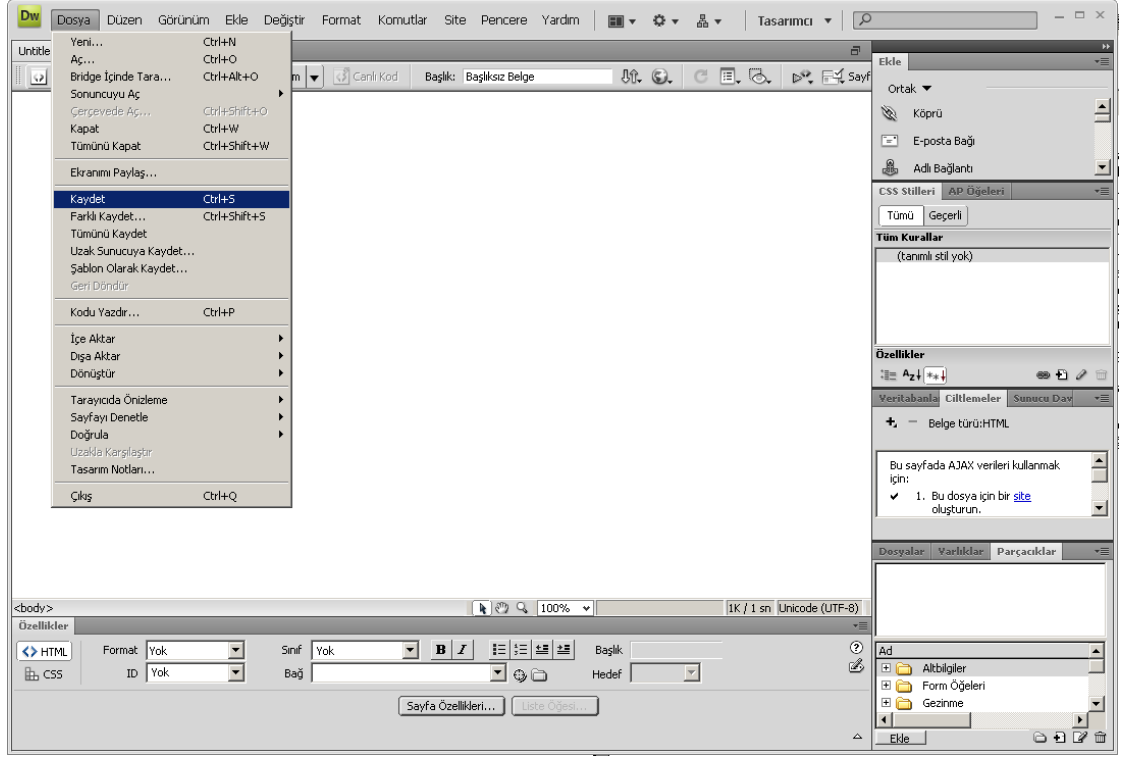 Dw Dosya Düzen Görünüm Ekle Değiştir Format Komutlar Site Pencere Yardım Tasarımcı
Untitle
Yeni... Ctrl+N
Aç... Ctrl+O
Bridge İçinde Tara... Ctrl+Alt+O
Sonuncuyu Aç
Çerçevede Aç... Ctrl+Shift+O
Kapat Ctrl+W
Tümünü Kapat Ctrl+Shift+W
Ekranımı Paylaş...
Kaydet Ctrl+S
Farklı Kaydet... Ctrl+Shift+S
Tümünü Kaydet
Uzak Sunucuya Kaydet...
Şablon Olarak Kaydet...
Geri Döndür
Kodu Yazdır... Ctrl+P
İçe Aktar
Dışa Aktar
Dönüştür
Tarayıcıda Önizleme
Sayfayı Denetle
Doğrula
Uzakla Karşılaştır
Tasarım Notları...
Çıkış Ctrl+Q
m Canlı Kod Başlık: Başlıksız Belge Sayf
Ekle
Ortak
Köprü
E-posta Bağı
Adlı Bağlantı
CSS Stilleri AP Öğeleri
Tümü Geçerli
Tüm Kurallar
(tanımlı stil yok)
Özellikler
Veritabanla Ciltlemeler Sunucu Dav
Belge türü:HTML
Bu sayfada AJAX verileri kullanmak
için:
1. Bu dosya için bir site
oluşturun.
Dosyalar Varlıklar Parçacıklar
Ad
Altbilgiler
Form Öğeleri
Gezinme
Ekle
<body> 100% 1K / 1 sn Unicode (UTF-8)
Özellikler
HTML Format Yok Sınıf Yok B I Başlık
CSS ID Yok Bağ Hedef
Sayfa Özellikleri... Liste Öğesi...